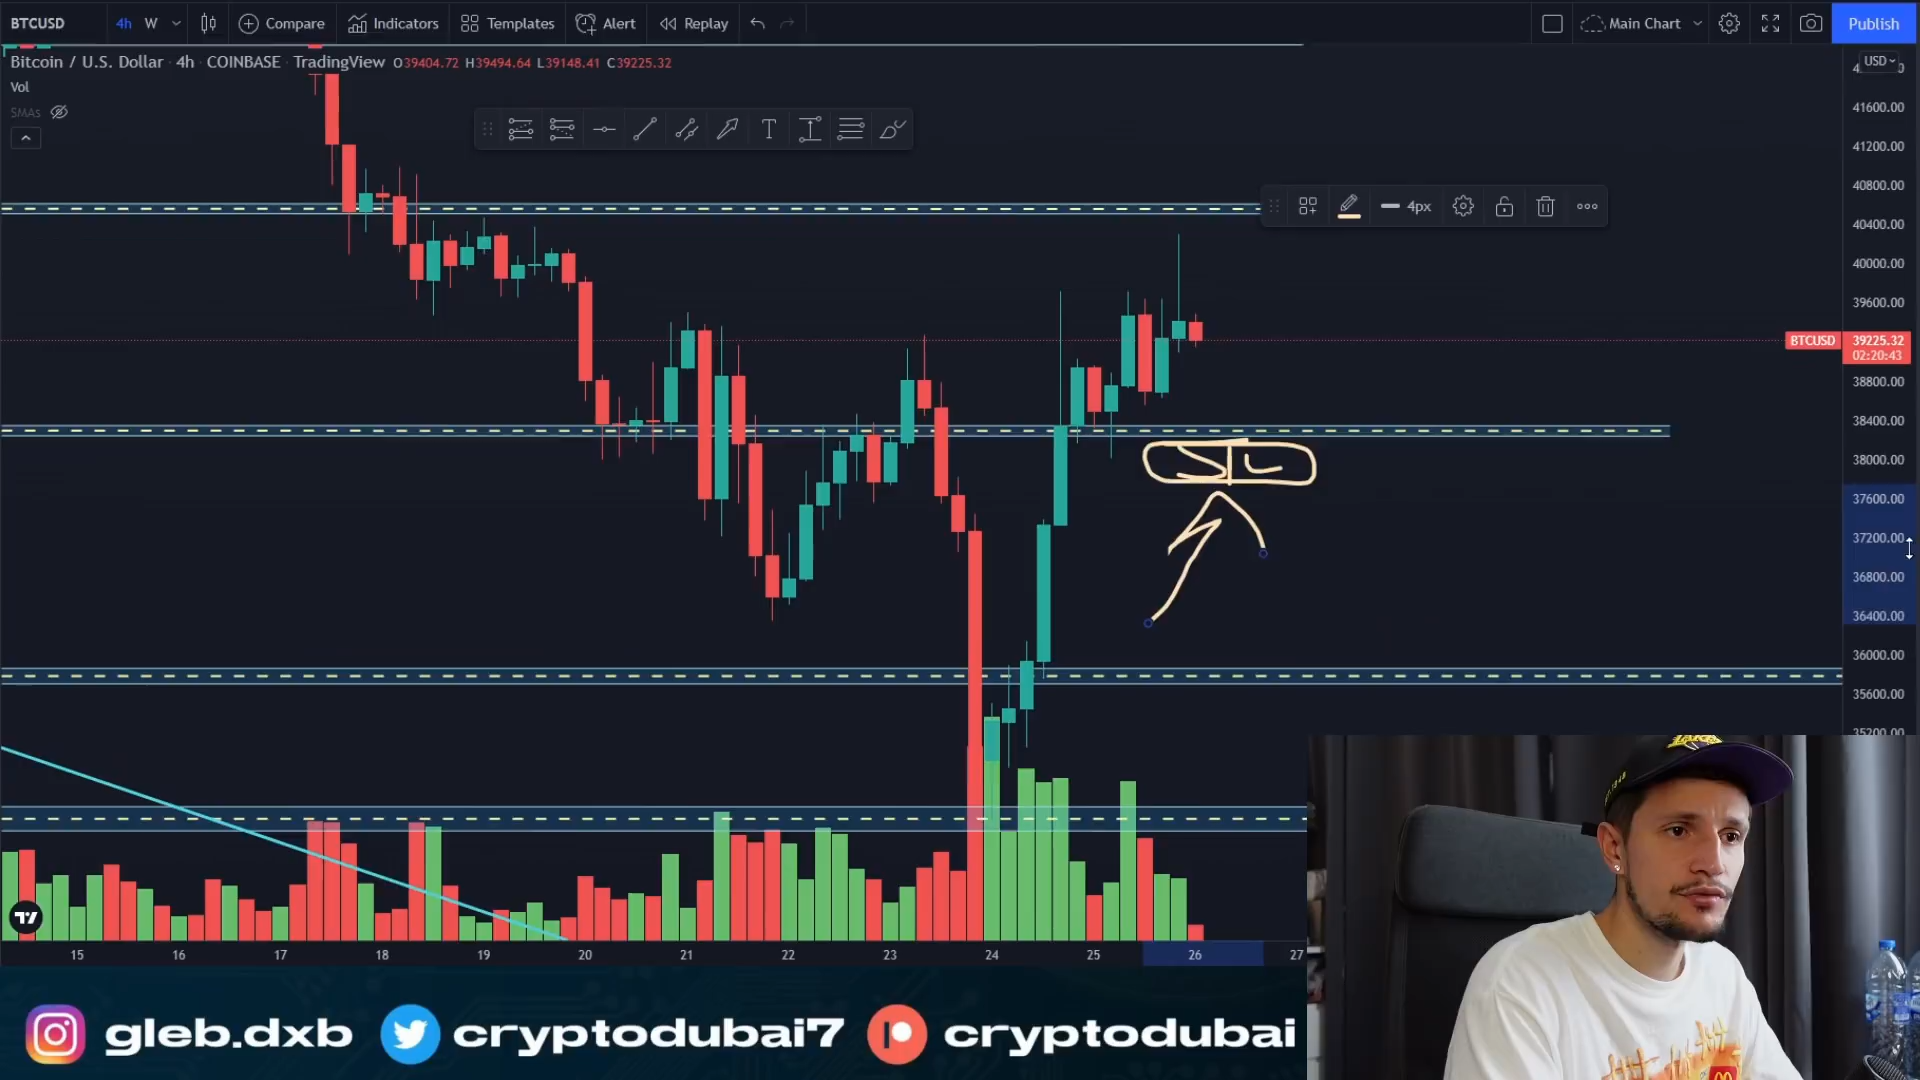 BTCUSD 4h W Compare Indicators Templates Alert Replay Main Chart Publish
Bitcoin / U.S. Dollar · 4h · COINBASE · TradingView O39404.72 H39494.64 L39148.41 C39225.32
Vol
SMAs
4px
USD
41600.00
41200.00
40800.00
40400.00
40000.00
39600.00
BTCUSD 39225.32
02:20:43
38800.00
38400.00
38000.00
37600.00
37200.00
36800.00
36400.00
36000.00
35600.00
35200.00
15 16 17 18 19 20 21 22 23 24 25 26 27
gleb.dxb cryptodubai7 cryptodubai